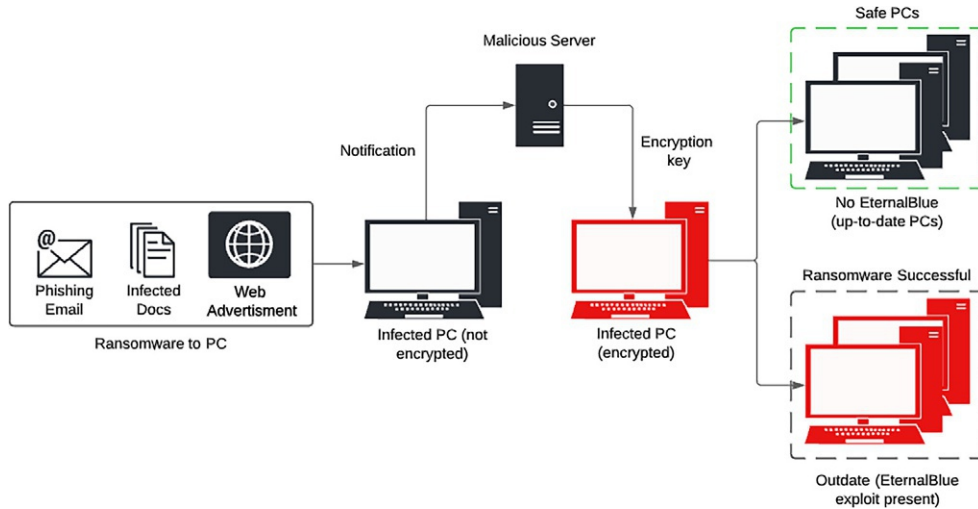 Safe PCs
Malicious Server
Notification
Encryption
key
No EternalBlue
(up-to-date PCs)
@
Phishing
Email
Infected
Docs
Web
Advertisment
Ransomware to PC
Infected PC (not
encrypted)
Infected PC
(encrypted)
Ransomware Successful
Outdate (EternalBlue
exploit present)